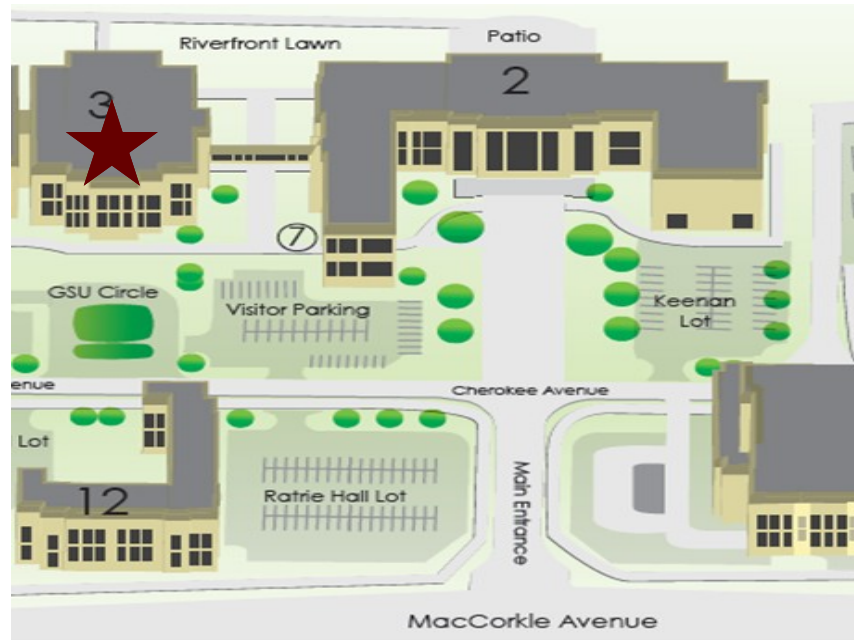 Riverfront Lawn
Patio
3
2
7
GSU Circle
Visitor Parking
Keenan
Lot
enue
Cherokee Avenue
Lot
12
Ratrie Hall Lot
Main Entrance
MacCorkle Avenue